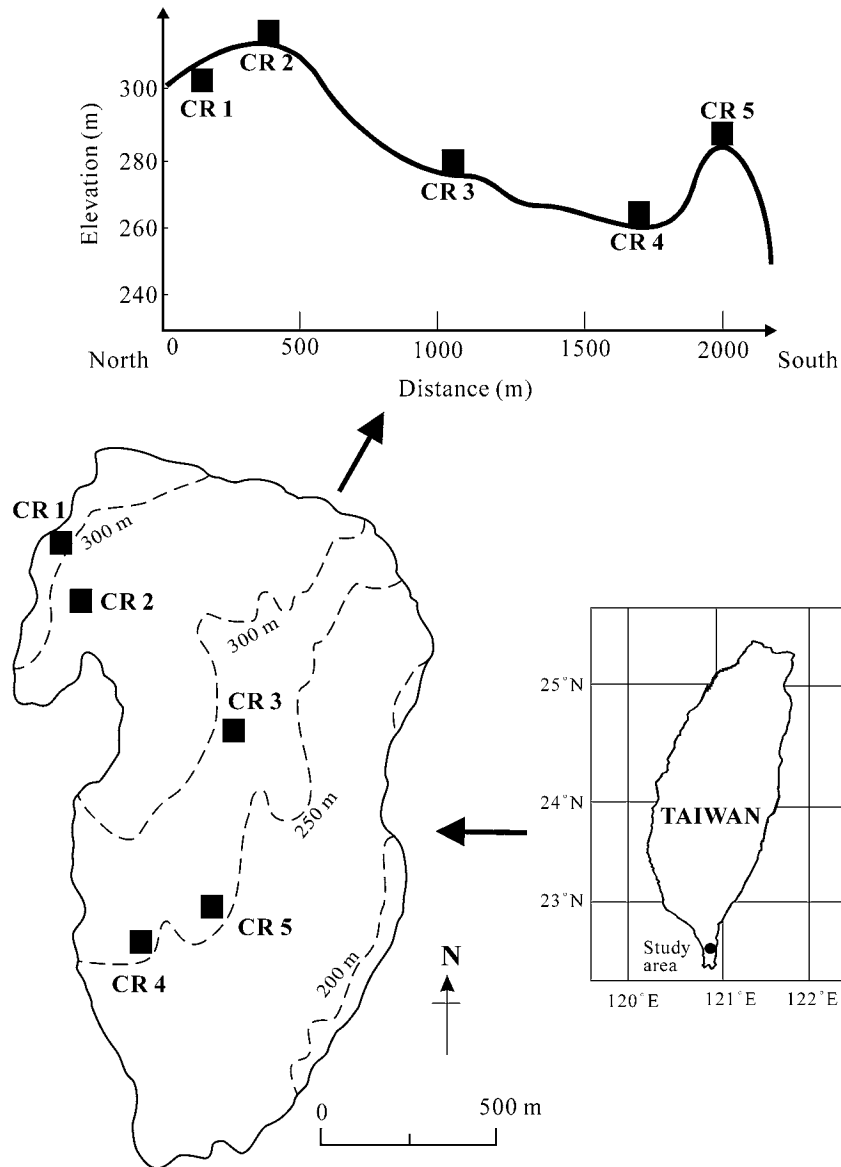 Elevation (m)
300
280
260
240
CR 1
CR 2
CR 3
CR 4
CR 5
North
0
500
1000
1500
2000
South
Distance (m)
CR 1
300 m
CR 2
300 m
CR 3
250 m
CR 5
CR 4
200 m
N
0
500 m
25°N
24°N
23°N
TAIWAN
Study
area
120°E
121°E
122°E